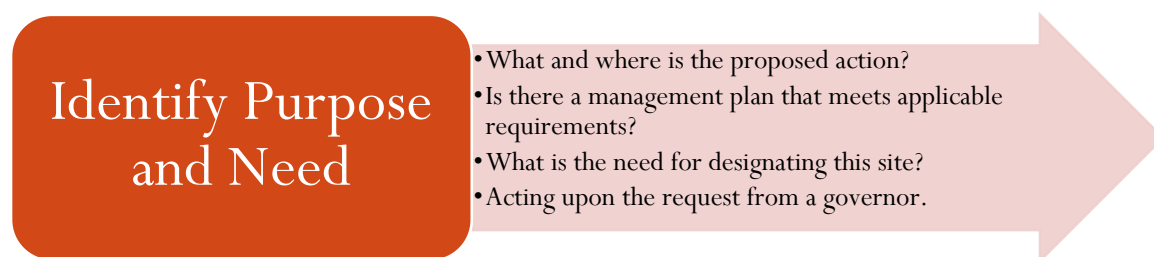 Identify Purpose
and Need
•What and where is the proposed action?
•Is there a management plan that meets applicable
requirements?
•What is the need for designating this site?
•Acting upon the request from a governor.